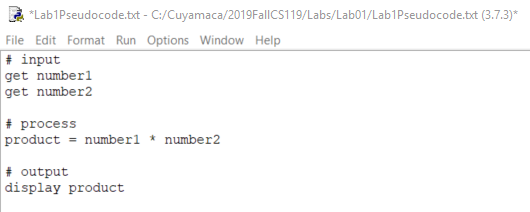 *Lab1Pseudocode.txt - C:/Cuyamaca/2019FallCS119/Labs/Lab01/Lab1Pseudocode.txt (3.7.3)*
File Edit Format Run Options Window Help
# input
get number1
get number2
# process
product = number1 * number2
# output
display product